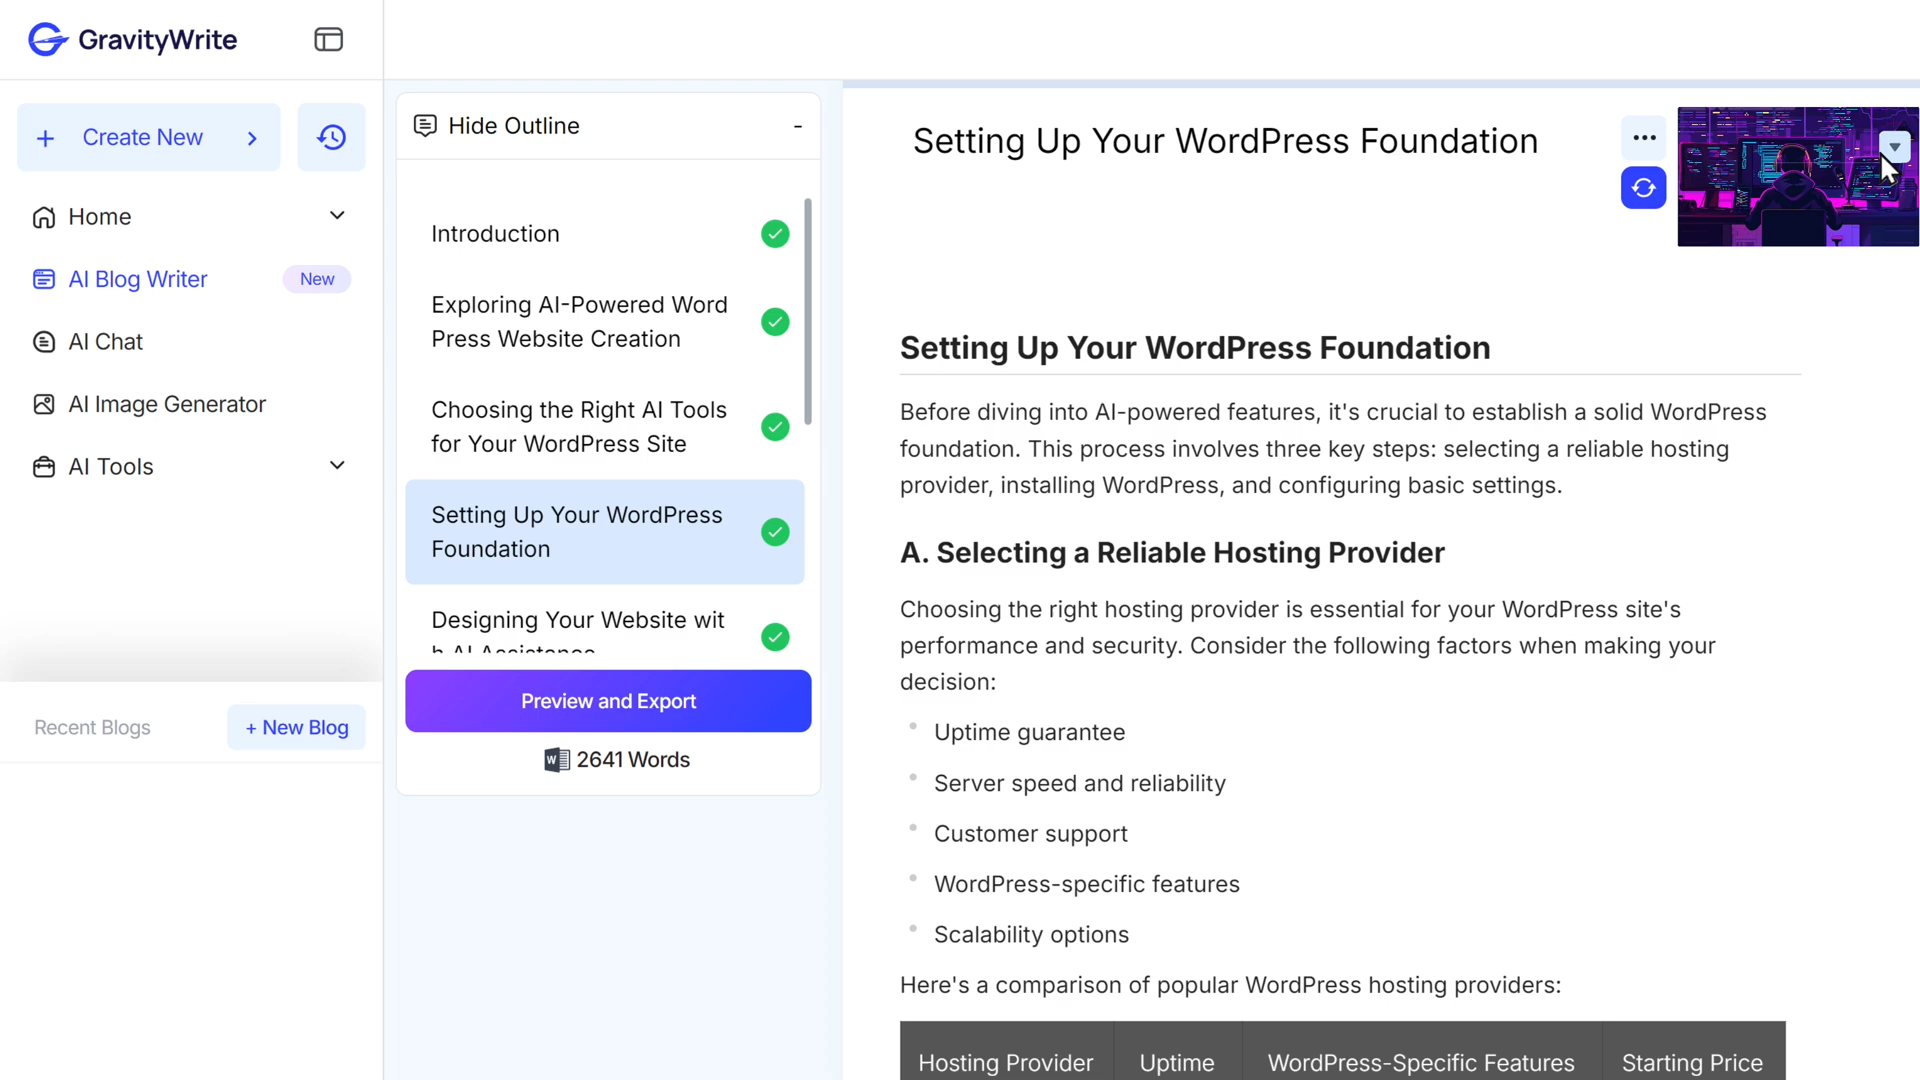 GravityWrite
Create New
Home
AI Blog Writer
New
AI Chat
AI Image Generator
AI Tools
Recent Blogs
+ New Blog
Hide Outline
-
Introduction
Exploring AI-Powered Word
Press Website Creation
Choosing the Right AI Tools
for Your WordPress Site
Setting Up Your WordPress
Foundation
Designing Your Website wit
h AI Assistance
Preview and Export
W 2641 Words
Setting Up Your WordPress Foundation
Setting Up Your WordPress Foundation
Before diving into AI-powered features, it's crucial to establish a solid WordPress
foundation. This process involves three key steps: selecting a reliable hosting
provider, installing WordPress, and configuring basic settings.
A. Selecting a Reliable Hosting Provider
Choosing the right hosting provider is essential for your WordPress site's
performance and security. Consider the following factors when making your
decision:
Uptime guarantee
Server speed and reliability
Customer support
WordPress-specific features
Scalability options
Here's a comparison of popular WordPress hosting providers:
Hosting Provider Uptime WordPress-Specific Features Starting Price